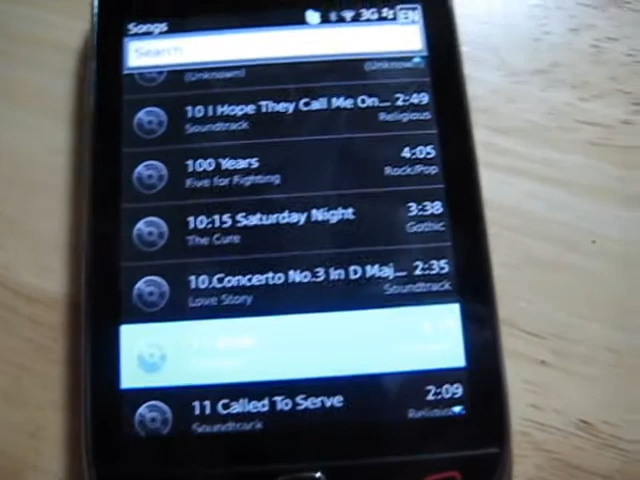 Songs 3G EN
Search
(Unknown) (Unknown)
10 I Hope They Call Me On... 2:49
Soundtrack Religious
100 Years 4:05
Five for Fighting Rock/Pop
10:15 Saturday Night 3:38
The Cure Gothic
10.Concerto No.3 in D Maj... 2:35
Love Story Soundtrack
11 Called To Serve 2:09
Soundtrack Religious